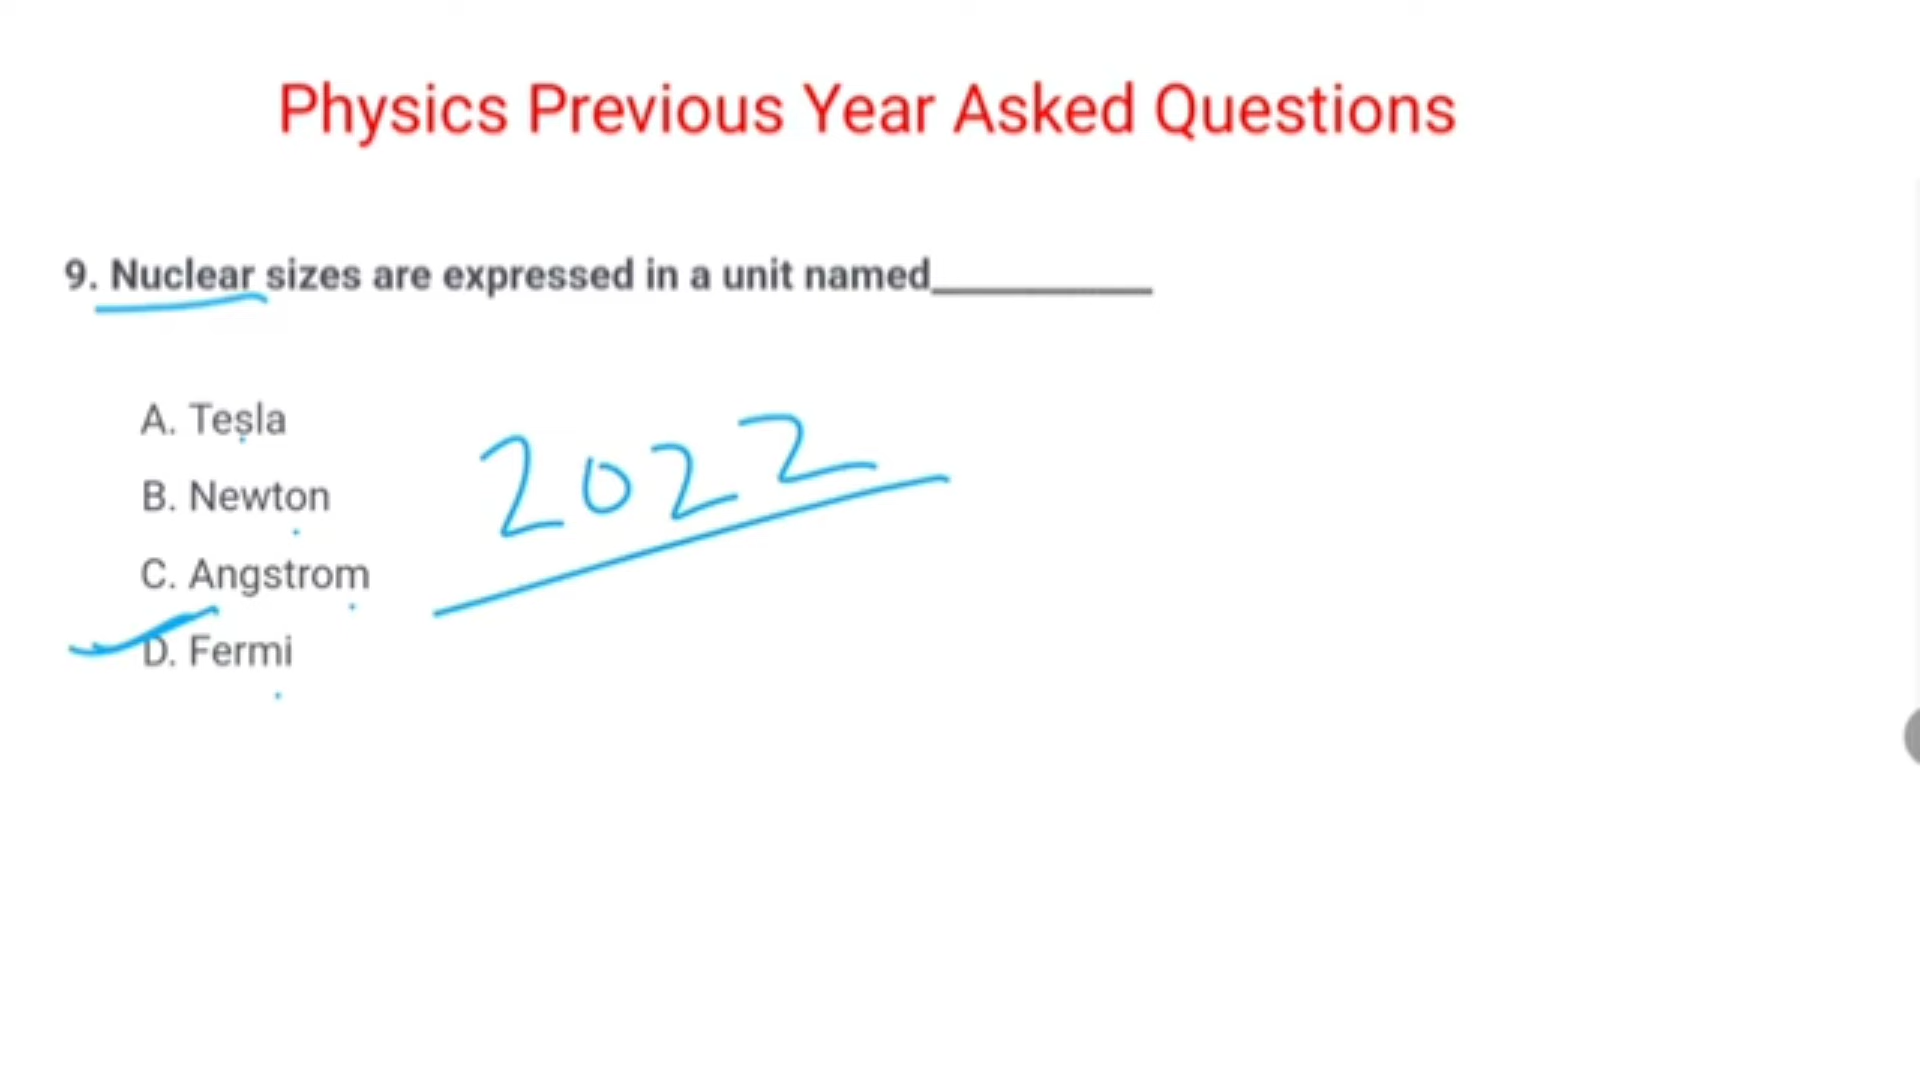 Physics Previous Year Asked Questions
9. Nuclear sizes are expressed in a unit named__________
A. Tesla
B. Newton
2022
C. Angstrom
D. Fermi